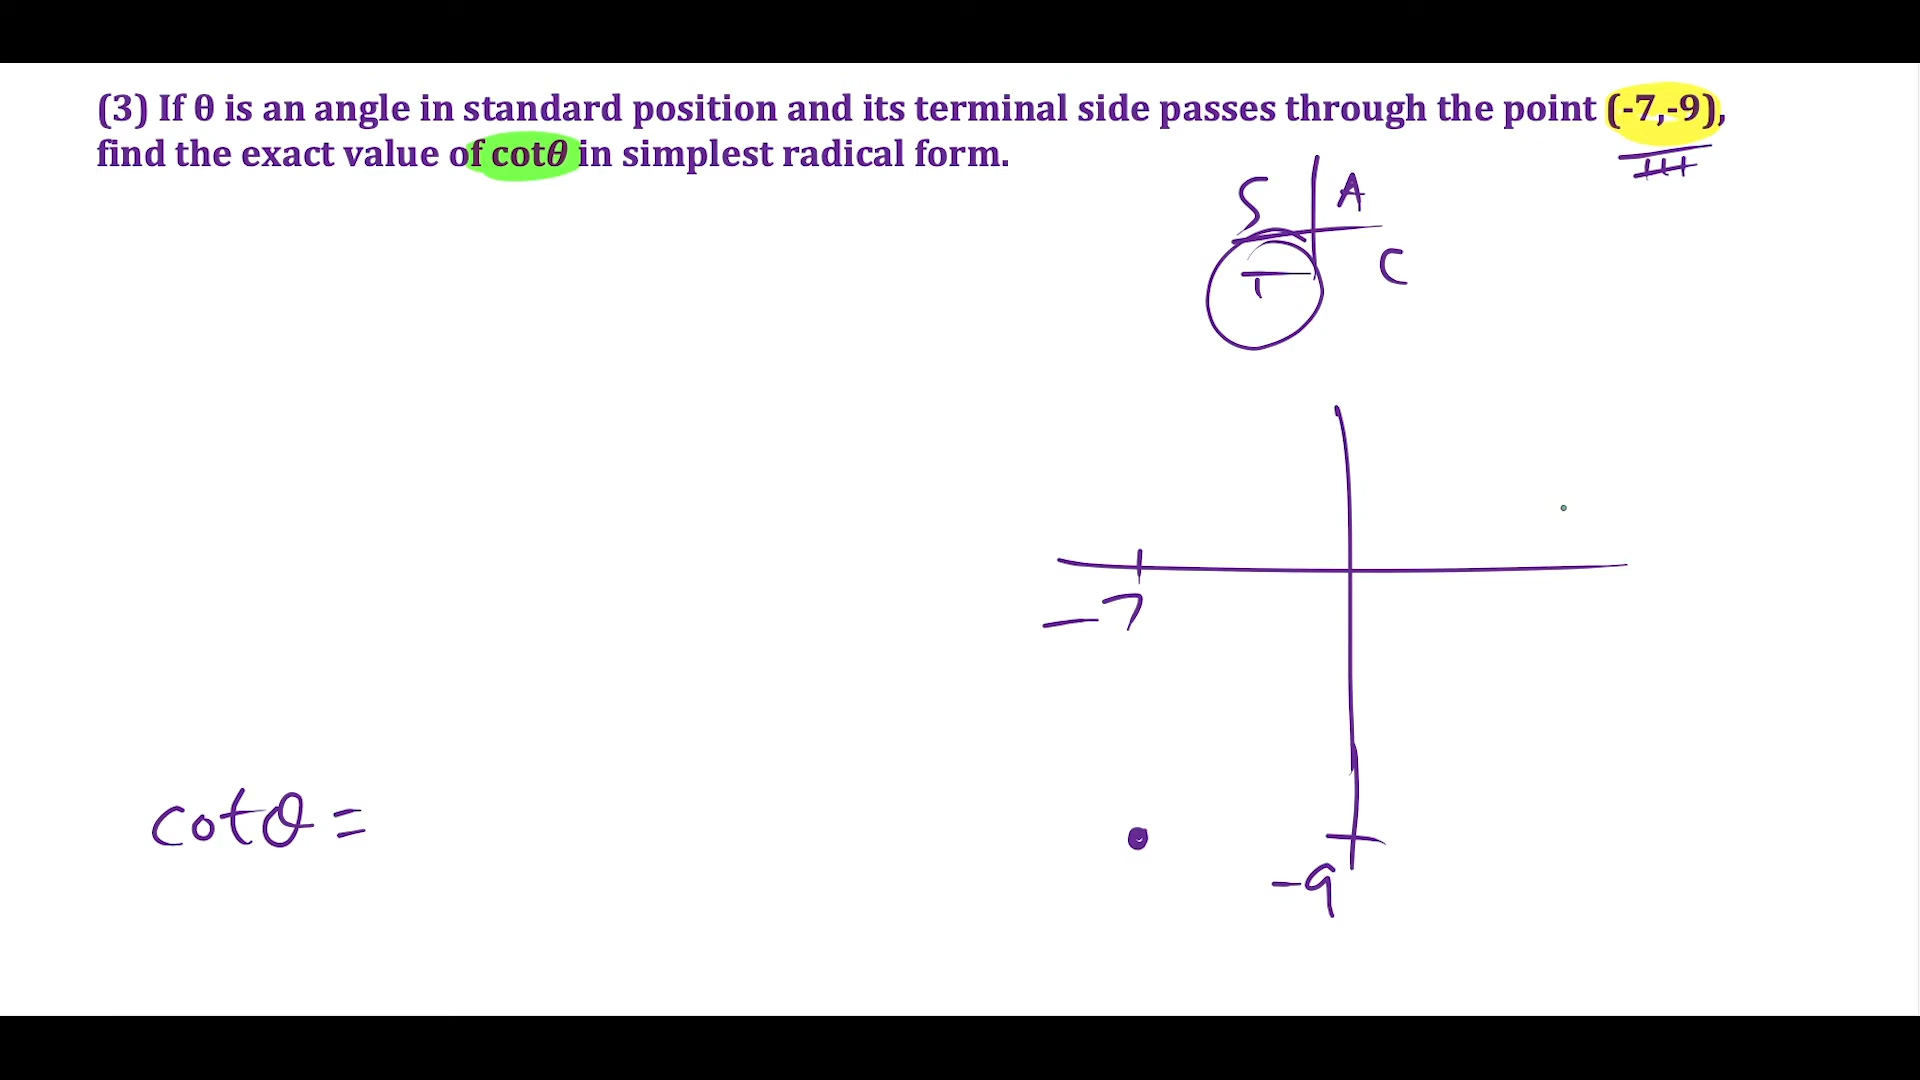 (3) If θ is an angle in standard position and its terminal side passes through the point (-7,-9),
find the exact value of cotθ in simplest radical form.
III
S A
T C
-7
cotθ =
-9